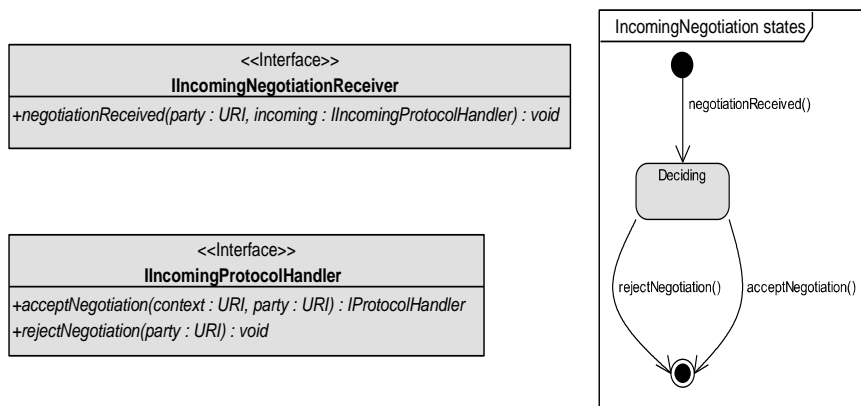 <<Interface>>
IIncomingNegotiationReceiver
+negotiationReceived(party : URI, incoming : IIncomingProtocolHandler) : void
<<Interface>>
IIncomingProtocolHandler
+acceptNegotiation(context : URI, party : URI) : IProtocolHandler
+rejectNegotiation(party : URI) : void
IncomingNegotiation states
negotiationReceived()
Deciding
rejectNegotiation()
acceptNegotiation()